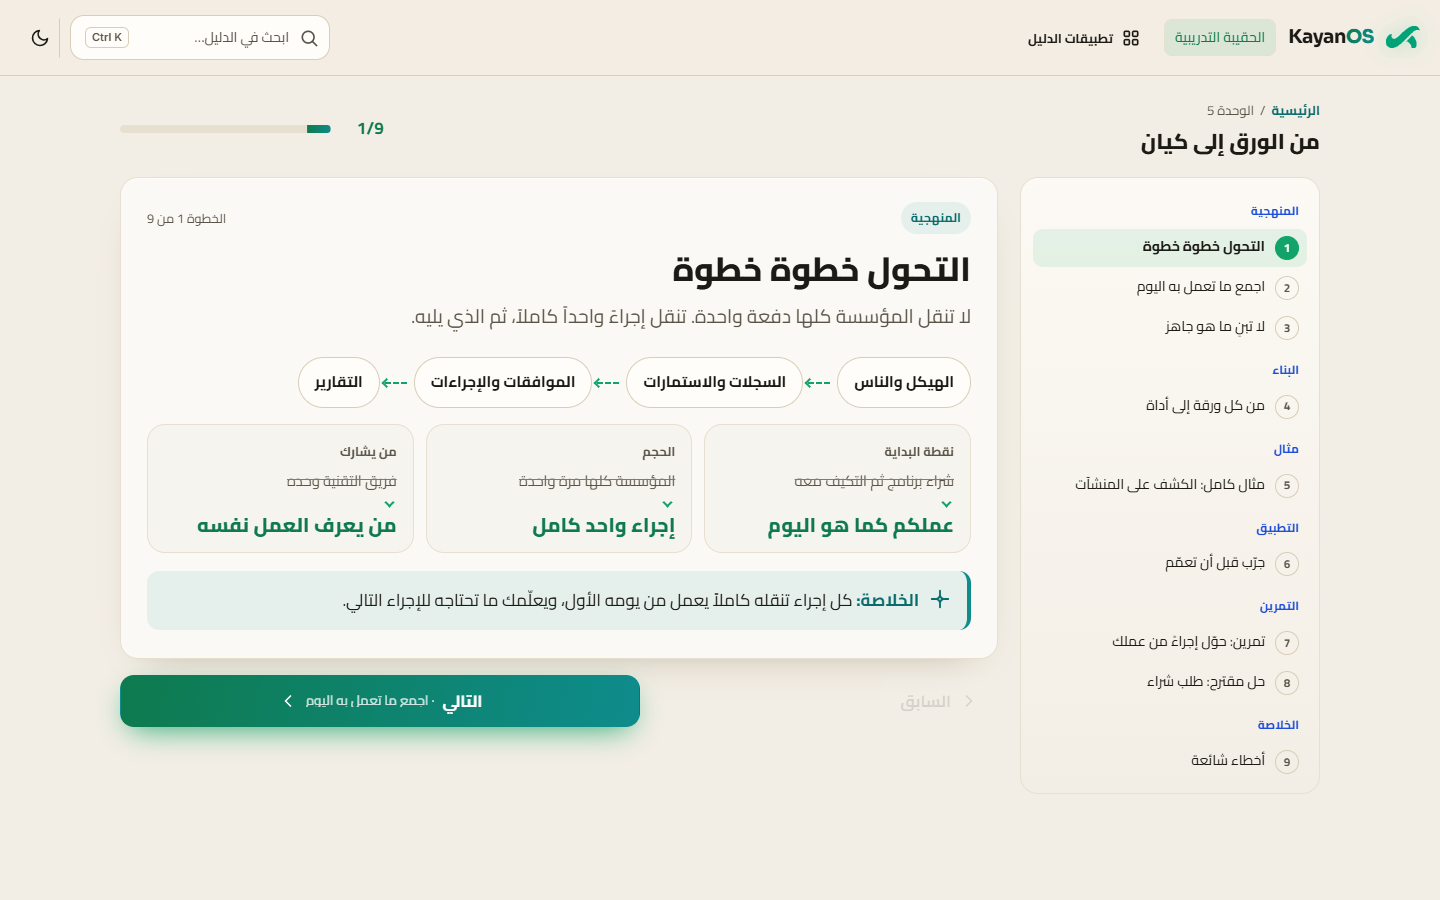 KayanOS
الحقيبة التدريبية
تطبيقات الدليل
ابحث في الدليل...
Ctrl K
الرئيسية / الوحدة 5
من الورق إلى كيان
1/9
المنهجية
1 التحول خطوة خطوة
2 اجمع ما تعمل به اليوم
3 لا تبنِ ما هو جاهز
البناء
4 من كل ورقة إلى أداة
مثال
5 مثال كامل: الكشف على المنشآت
التطبيق
6 جرّب قبل أن تعمّم
التمرين
7 تمرين: حوّل إجراءً من عملك
8 حل مقترح: طلب شراء
الخلاصة
9 أخطاء شائعة
المنهجية
الخطوة 1 من 9
التحول خطوة خطوة
لا تنقل المؤسسة كلها دفعة واحدة. تنقل إجراءً واحداً كاملاً، ثم الذي يليه.
الهيكل والناس
السجلات والاستمارات
الموافقات والإجراءات
التقارير
نقطة البداية
شراء برنامج ثم التكيف معه
عملكم كما هو اليوم
الحجم
المؤسسة كلها مرة واحدة
إجراء واحد كامل
من يشارك
فريق التقنية وحده
من يعرف العمل نفسه
الخلاصة: كل إجراء تنقله كاملاً يعمل من يومه الأول، ويعلّمك ما تحتاجه للإجراء التالي.
السابق
التالي · اجمع ما تعمل به اليوم